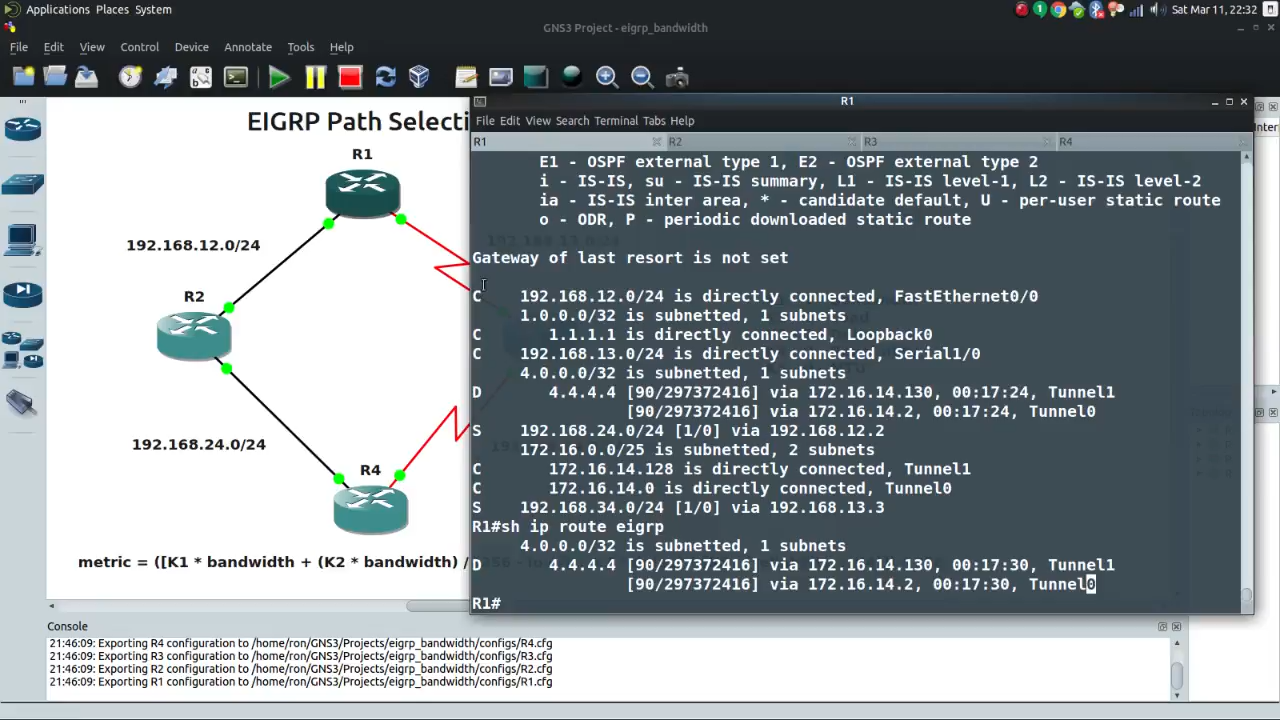 Applications Places System
Sat Mar 11, 22:32
GNS3 Project - eigrp_bandwidth
File Edit View Control Device Annotate Tools Help
EIGRP Path Selecti
R1
192.168.12.0/24
R2
192.168.24.0/24
R4
metric = ([K1 * bandwidth + (K2 * bandwidth) /
R1
File Edit View Search Terminal Tabs Help
R1 R2 R3 R4
E1 - OSPF external type 1, E2 - OSPF external type 2
i - IS-IS, su - IS-IS summary, L1 - IS-IS level-1, L2 - IS-IS level-2
ia - IS-IS inter area, * - candidate default, U - per-user static route
o - ODR, P - periodic downloaded static route
Gateway of last resort is not set
C 192.168.12.0/24 is directly connected, FastEthernet0/0
1.0.0.0/32 is subnetted, 1 subnets
C 1.1.1.1 is directly connected, Loopback0
C 192.168.13.0/24 is directly connected, Serial1/0
4.0.0.0/32 is subnetted, 1 subnets
D 4.4.4.4 [90/297372416] via 172.16.14.130, 00:17:24, Tunnel1
[90/297372416] via 172.16.14.2, 00:17:24, Tunnel0
S 192.168.24.0/24 [1/0] via 192.168.12.2
172.16.0.0/25 is subnetted, 2 subnets
C 172.16.14.128 is directly connected, Tunnel1
C 172.16.14.0 is directly connected, Tunnel0
S 192.168.34.0/24 [1/0] via 192.168.13.3
R1#sh ip route eigrp
4.0.0.0/32 is subnetted, 1 subnets
D 4.4.4.4 [90/297372416] via 172.16.14.130, 00:17:30, Tunnel1
[90/297372416] via 172.16.14.2, 00:17:30, Tunnel0
R1#
Console
21:46:09: Exporting R4 configuration to /home/ron/GNS3/Projects/eigrp_bandwidth/configs/R4.cfg
21:46:09: Exporting R3 configuration to /home/ron/GNS3/Projects/eigrp_bandwidth/configs/R3.cfg
21:46:09: Exporting R2 configuration to /home/ron/GNS3/Projects/eigrp_bandwidth/configs/R2.cfg
21:46:09: Exporting R1 configuration to /home/ron/GNS3/Projects/eigrp_bandwidth/configs/R1.cfg